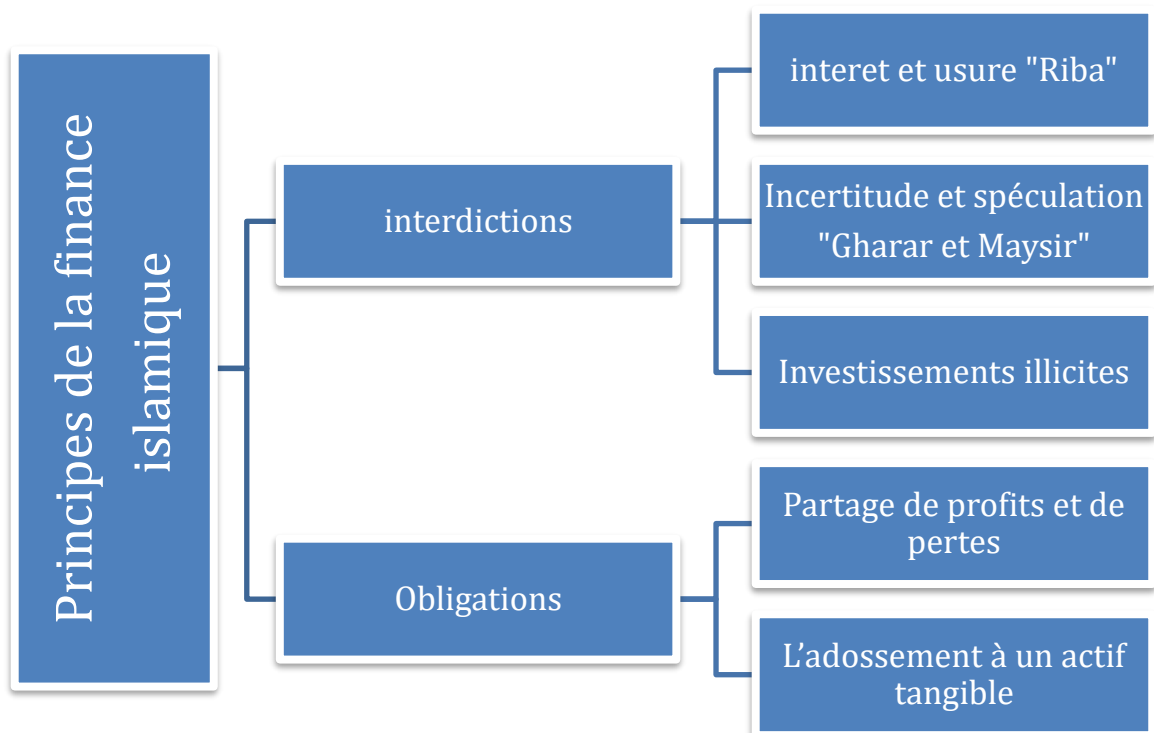 Principes de la finance
islamique
interdictions
interet et usure "Riba"
Incertitude et spéculation
"Gharar et Maysir"
Investissements illicites
Obligations
Partage de profits et de
pertes
L’adossement à un actif
tangible